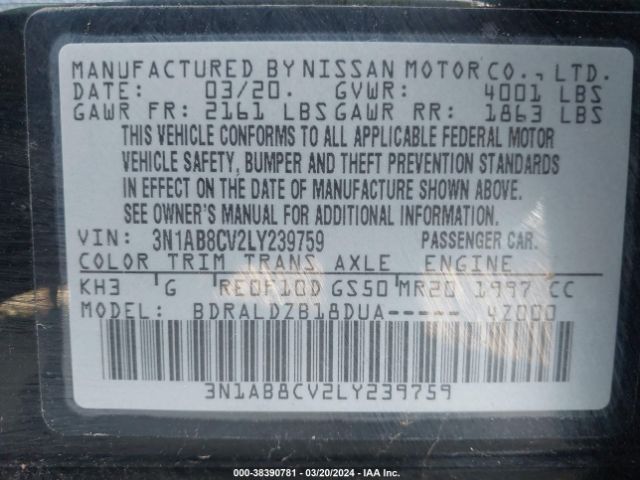 MANUFACTURED BY NISSAN MOTOR CO., LTD.
DATE: 03/20. GVWR: 4001 LBS
GAWR FR: 2161 LBS GAWR RR: 1863 LBS
THIS VEHICLE CONFORMS TO ALL APPLICABLE FEDERAL MOTOR
VEHICLE SAFETY, BUMPER AND THEFT PREVENTION STANDARDS
IN EFFECT ON THE DATE OF MANUFACTURE SHOWN ABOVE.
SEE OWNER'S MANUAL FOR ADDITIONAL INFORMATION.
VIN: 3N1AB8CV2LY239759 PASSENGER CAR.
COLOR TRIM TRANS AXLE ENGINE
KH3 G RE0F10D GS50 MR20 1997 CC
MODEL: BDRALDZB18DUA----- 4Z000
3N1AB8CV2LY239759
000-38390781 - 03/20/2024 - IAA Inc.